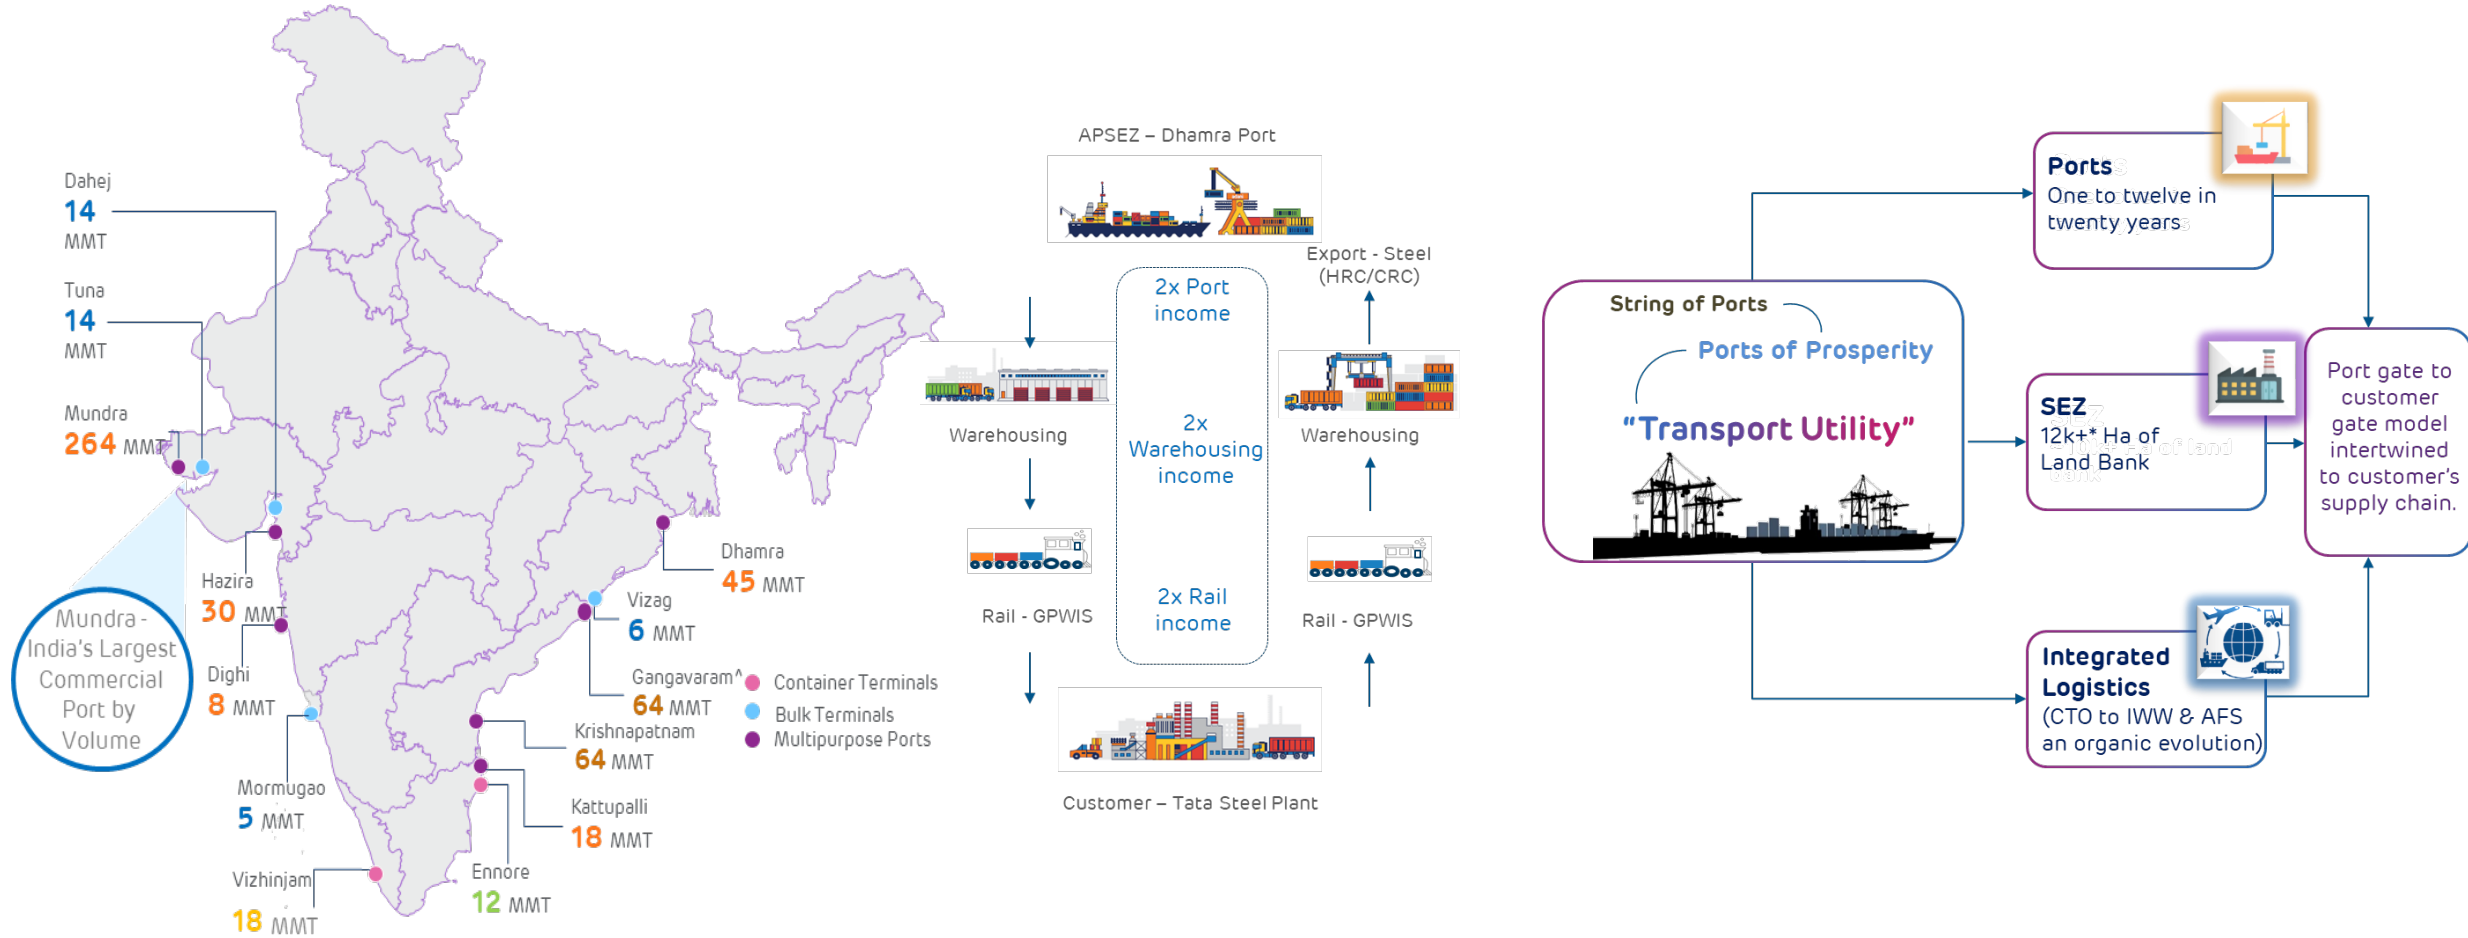 Dahej
14
MMT
Tuna
14
MMT
Mundra
264 MMT
Hazira
30 MMT
Mundra -
India's Largest
Commercial
Port by
Volume
Dighi
8 MMT
Mormugao
5 MMT
Vizhinjam
18 MMT
Dhamra
45 MMT
Vizag
6 MMT
Gangavaram^
64 MMT
Krishnapatnam
64 MMT
Kattupalli
18 MMT
Ennore
12 MMT
Container Terminals
Bulk Terminals
Multipurpose Ports
APSEZ – Dhamra Port
Export - Steel
(HRC/CRC)
2x Port
income
2x
Warehousing
income
2x Rail
income
Warehousing
Rail - GPWIS
Warehousing
Rail - GPWIS
Customer – Tata Steel Plant
String of Ports
Ports of Prosperity
“Transport Utility”
Ports
One to twelve in
twenty years
SEZ
12k+* Ha of
Land Bank
Integrated
Logistics
(CTO to IWW & AFS
an organic evolution)
Port gate to
customer
gate model
intertwined
to customer's
supply chain.